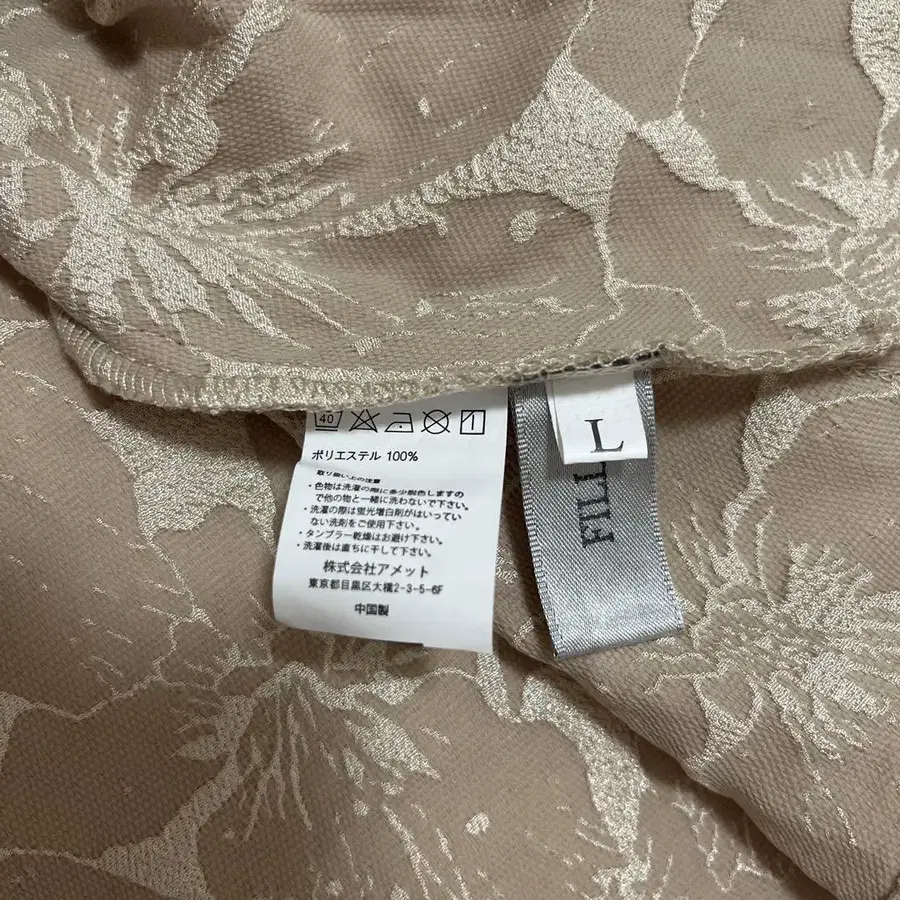 40
ポリエステル 100%
取り扱い上の注意
・色物は洗濯の際に多少脱色しますの
で他の物と一緒に洗わないで下さい。
・洗濯の際は蛍光増白剤がはいってい
ない洗剤をご使用下さい。
・タンブラー乾燥はお避け下さい。
・洗濯後は直ちに干して下さい。
株式会社アメット
東京都目黒区大橋2-3-5-6F
中国製
L